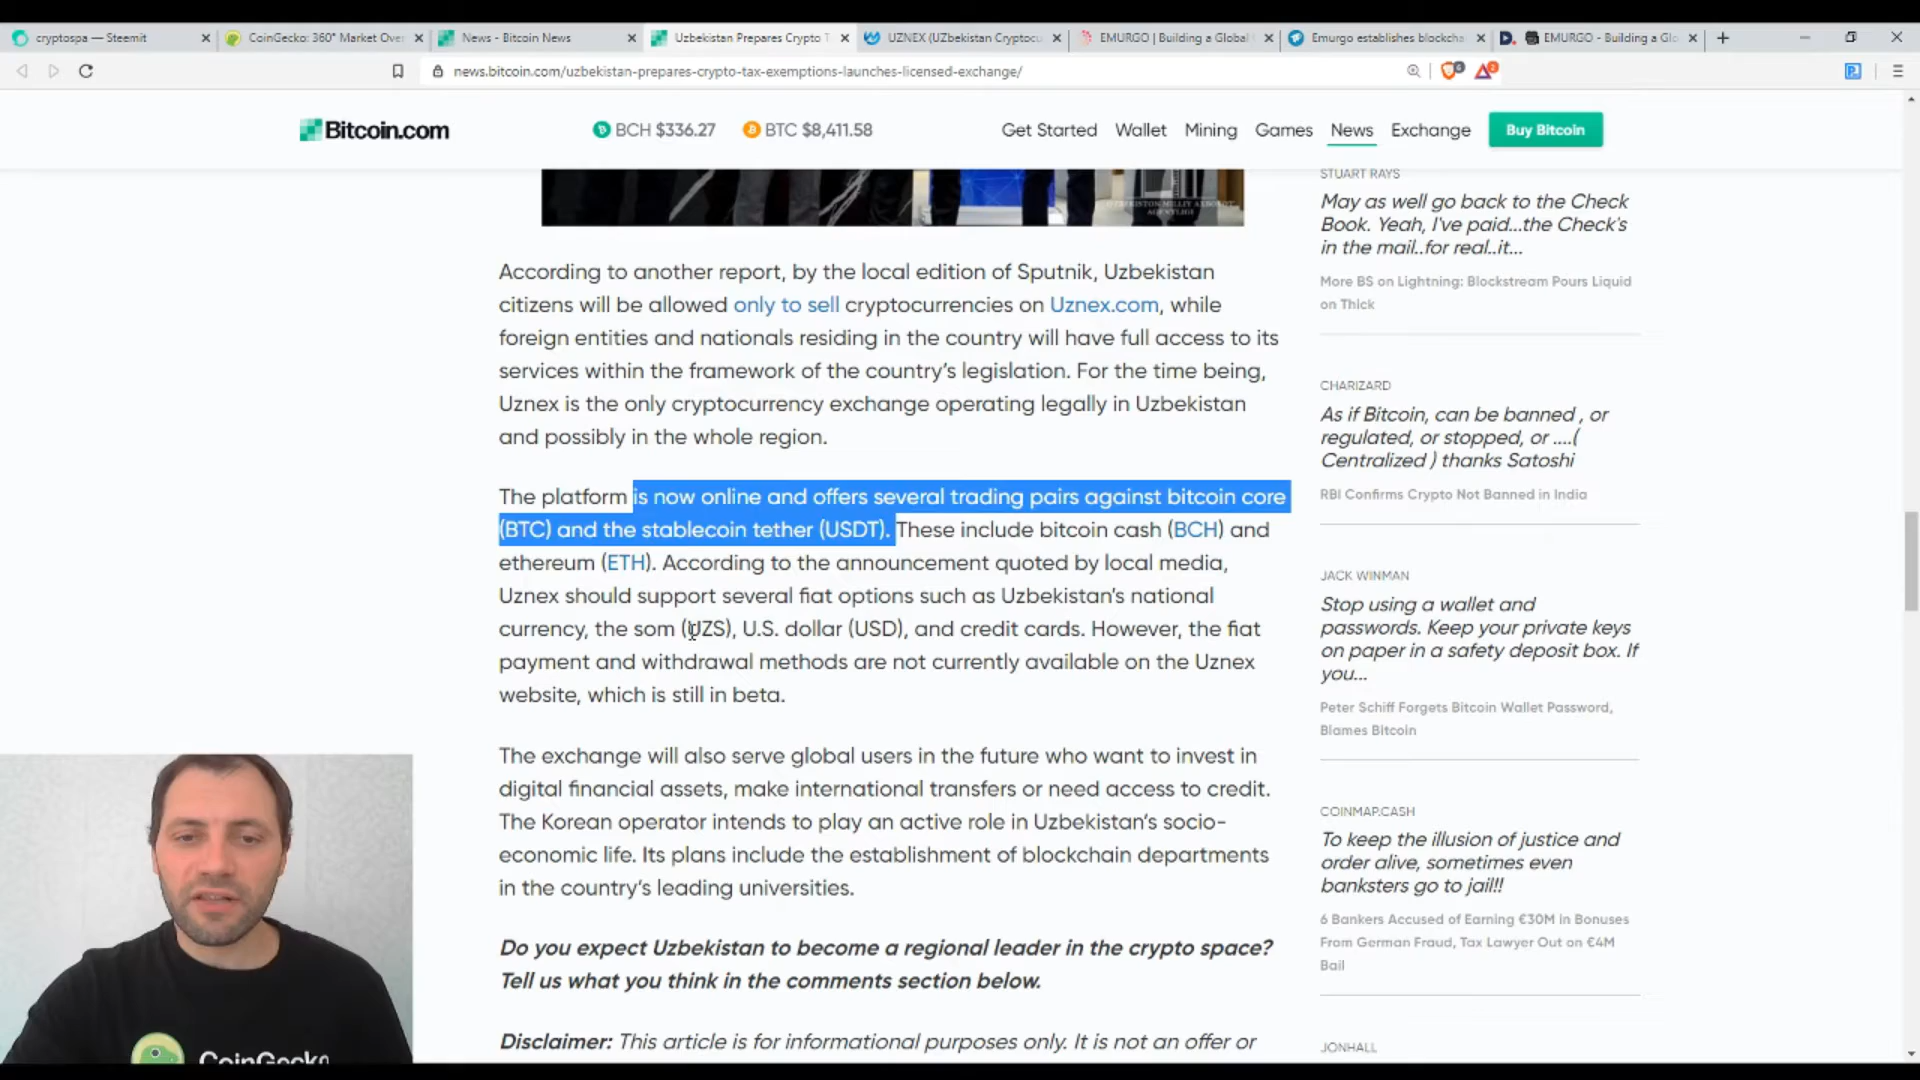 cryptospa — Steemit
CoinGecko: 360° Market Over
News - Bitcoin News
Uzbekistan Prepares Crypto T
UZNEX (UZbekistan Cryptocu
EMURGO | Building a Global
Emurgo establishes blockcha
EMURGO - Building a Glo
news.bitcoin.com/uzbekistan-prepares-crypto-tax-exemptions-launches-licensed-exchange/
Bitcoin.com
BCH $336.27
BTC $8,411.58
Get Started
Wallet
Mining
Games
News
Exchange
Buy Bitcoin
According to another report, by the local edition of Sputnik, Uzbekistan
citizens will be allowed only to sell cryptocurrencies on Uznex.com, while
foreign entities and nationals residing in the country will have full access to its
services within the framework of the country's legislation. For the time being,
Uznex is the only cryptocurrency exchange operating legally in Uzbekistan
and possibly in the whole region.
The platform is now online and offers several trading pairs against bitcoin core
(BTC) and the stablecoin tether (USDT). These include bitcoin cash (BCH) and
ethereum (ETH). According to the announcement quoted by local media,
Uznex should support several fiat options such as Uzbekistan's national
currency, the som (UZS), U.S. dollar (USD), and credit cards. However, the fiat
payment and withdrawal methods are not currently available on the Uznex
website, which is still in beta.
The exchange will also serve global users in the future who want to invest in
digital financial assets, make international transfers or need access to credit.
The Korean operator intends to play an active role in Uzbekistan's socio-
economic life. Its plans include the establishment of blockchain departments
in the country's leading universities.
Do you expect Uzbekistan to become a regional leader in the crypto space?
Tell us what you think in the comments section below.
Disclaimer: This article is for informational purposes only. It is not an offer or
STUART RAYS
May as well go back to the Check
Book. Yeah, I've paid...the Check's
in the mail..for real..it...
More BS on Lightning: Blockstream Pours Liquid
on Thick
CHARIZARD
As if Bitcoin, can be banned , or
regulated, or stopped, or ....(
Centralized ) thanks Satoshi
RBI Confirms Crypto Not Banned in India
JACK WINMAN
Stop using a wallet and
passwords. Keep your private keys
on paper in a safety deposit box. If
you...
Peter Schiff Forgets Bitcoin Wallet Password,
Blames Bitcoin
COINMAP.CASH
To keep the illusion of justice and
order alive, sometimes even
banksters go to jail!!
6 Bankers Accused of Earning €30M in Bonuses
From German Fraud, Tax Lawyer Out on €4M
Bail
JONHALL
CoinGecko